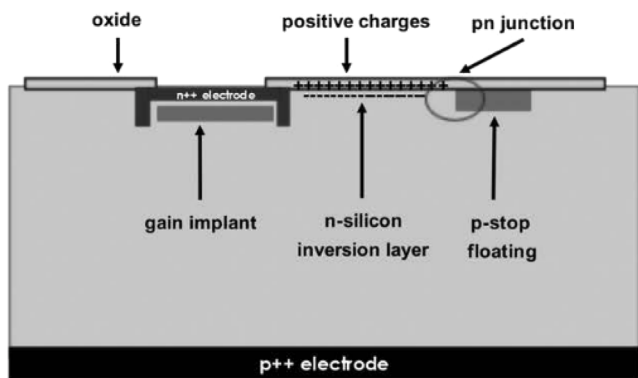 oxide
positive charges
pn junction
+++++++++++++++
n++ electrode
gain implant
n-silicon
inversion layer
p-stop
floating
p++ electrode